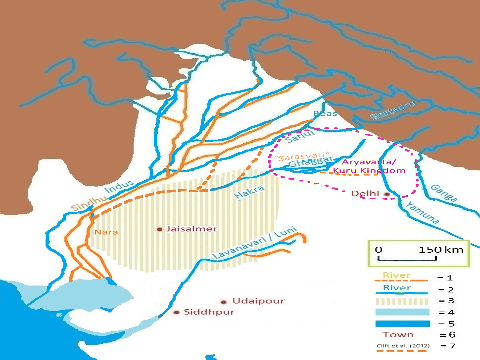 Beas
Satluj
"Sarasvati"
Ghaggar
Aryavarta/
Kuru Kingdom
Delhi
Ganga
Yamuna
Hakra
Sindhu Indus
Nara
Jaisalmer
Lavanavari / Luni
Udaipour
Siddhpur
0 150 km
River = 1
River = 2
= 3
= 4
= 5
Town = 6
Clift et al. (2012) = 7